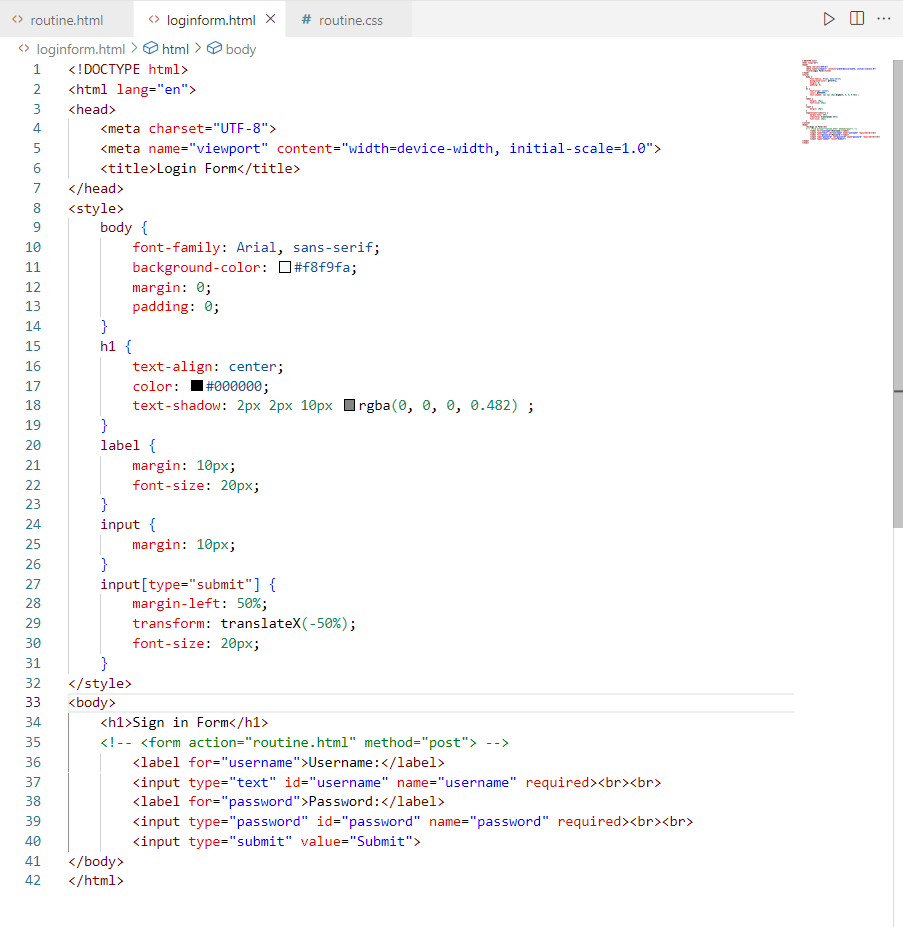 routine.html loginform.html # routine.css
loginform.html > html > body
1 <!DOCTYPE html>
2 <html lang="en">
3 <head>
4 <meta charset="UTF-8">
5 <meta name="viewport" content="width=device-width, initial-scale=1.0">
6 <title>Login Form</title>
7 </head>
8 <style>
9 body {
10 font-family: Arial, sans-serif;
11 background-color: #f8f9fa;
12 margin: 0;
13 padding: 0;
14 }
15 h1 {
16 text-align: center;
17 color: #000000;
18 text-shadow: 2px 2px 10px rgba(0, 0, 0, 0.482) ;
19 }
20 label {
21 margin: 10px;
22 font-size: 20px;
23 }
24 input {
25 margin: 10px;
26 }
27 input[type="submit"] {
28 margin-left: 50%;
29 transform: translateX(-50%);
30 font-size: 20px;
31 }
32 </style>
33 <body>
34 <h1>Sign in Form</h1>
35 <!-- <form action="routine.html" method="post"> -->
36 <label for="username">Username:</label>
37 <input type="text" id="username" name="username" required><br><br>
38 <label for="password">Password:</label>
39 <input type="password" id="password" name="password" required><br><br>
40 <input type="submit" value="Submit">
41 </body>
42 </html>